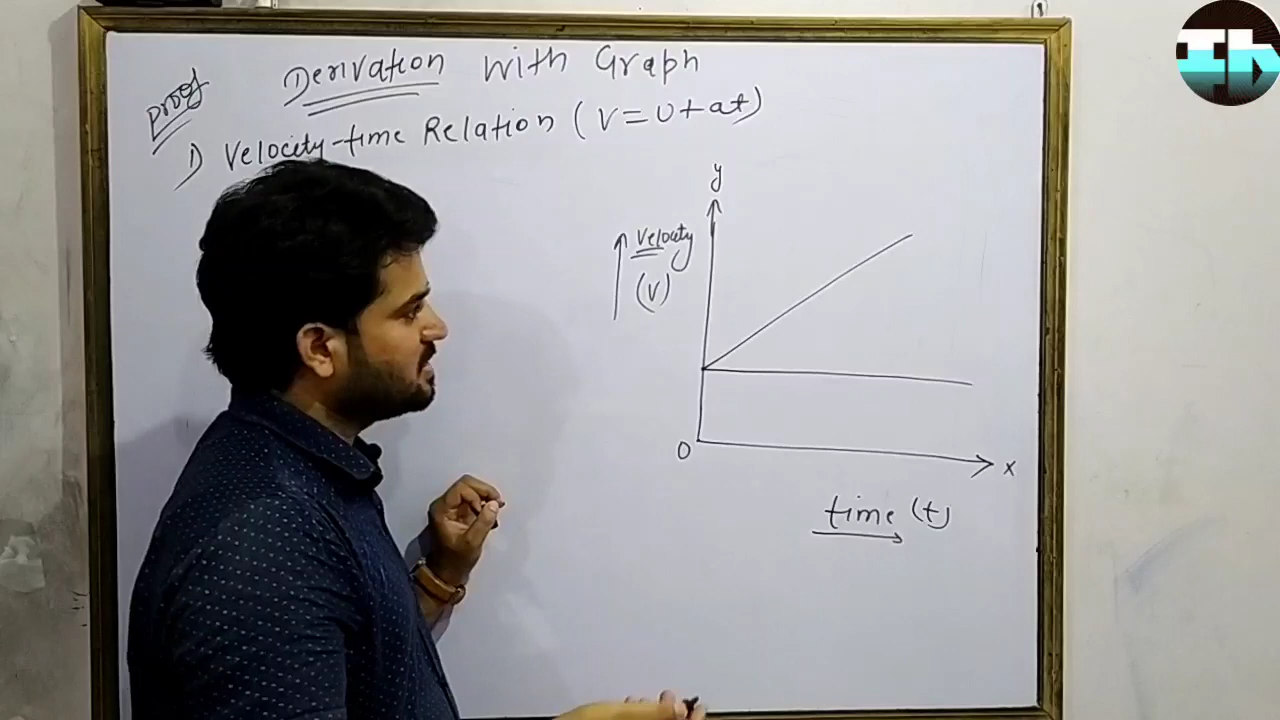 Proof
Derivation with Graph
1) Velocity-time Relation (v=u+at)
y
Velocity
(v)
O
x
time (t)